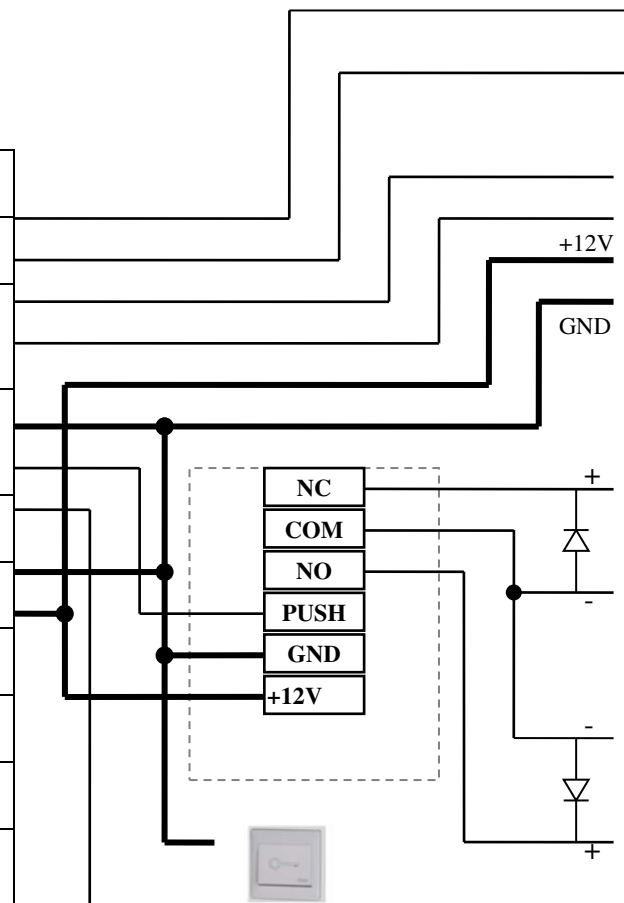 +12V
GND
NC
+
COM
NO
-
PUSH
GND
+12V
-
+